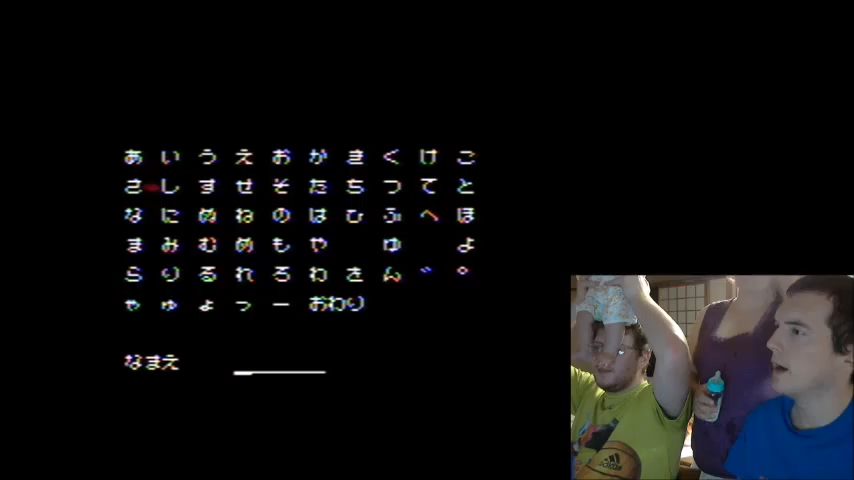 あ い う え お か き く け こ
さ し す せ そ た ち つ て と
な に ぬ ね の は ひ ふ へ ほ
ま み む め も や ゆ よ
ら り る れ ろ わ を ん ゛ ゜
ゃ ゅ ょ っ ー おわり
なまえ
adidas